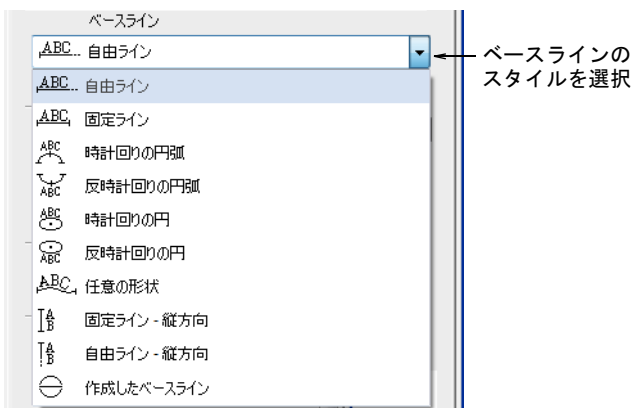 ベースライン
ABC... 自由ライン
ベースラインの
スタイルを選択
ABC... 自由ライン
ABC 固定ライン
ABC 時計回りの円弧
ABC 反時計回りの円弧
ABC 時計回りの円
ABC 反時計回りの円
ABC 任意の形状
AB 固定ライン - 縦方向
AB 自由ライン - 縦方向
作成したベースライン